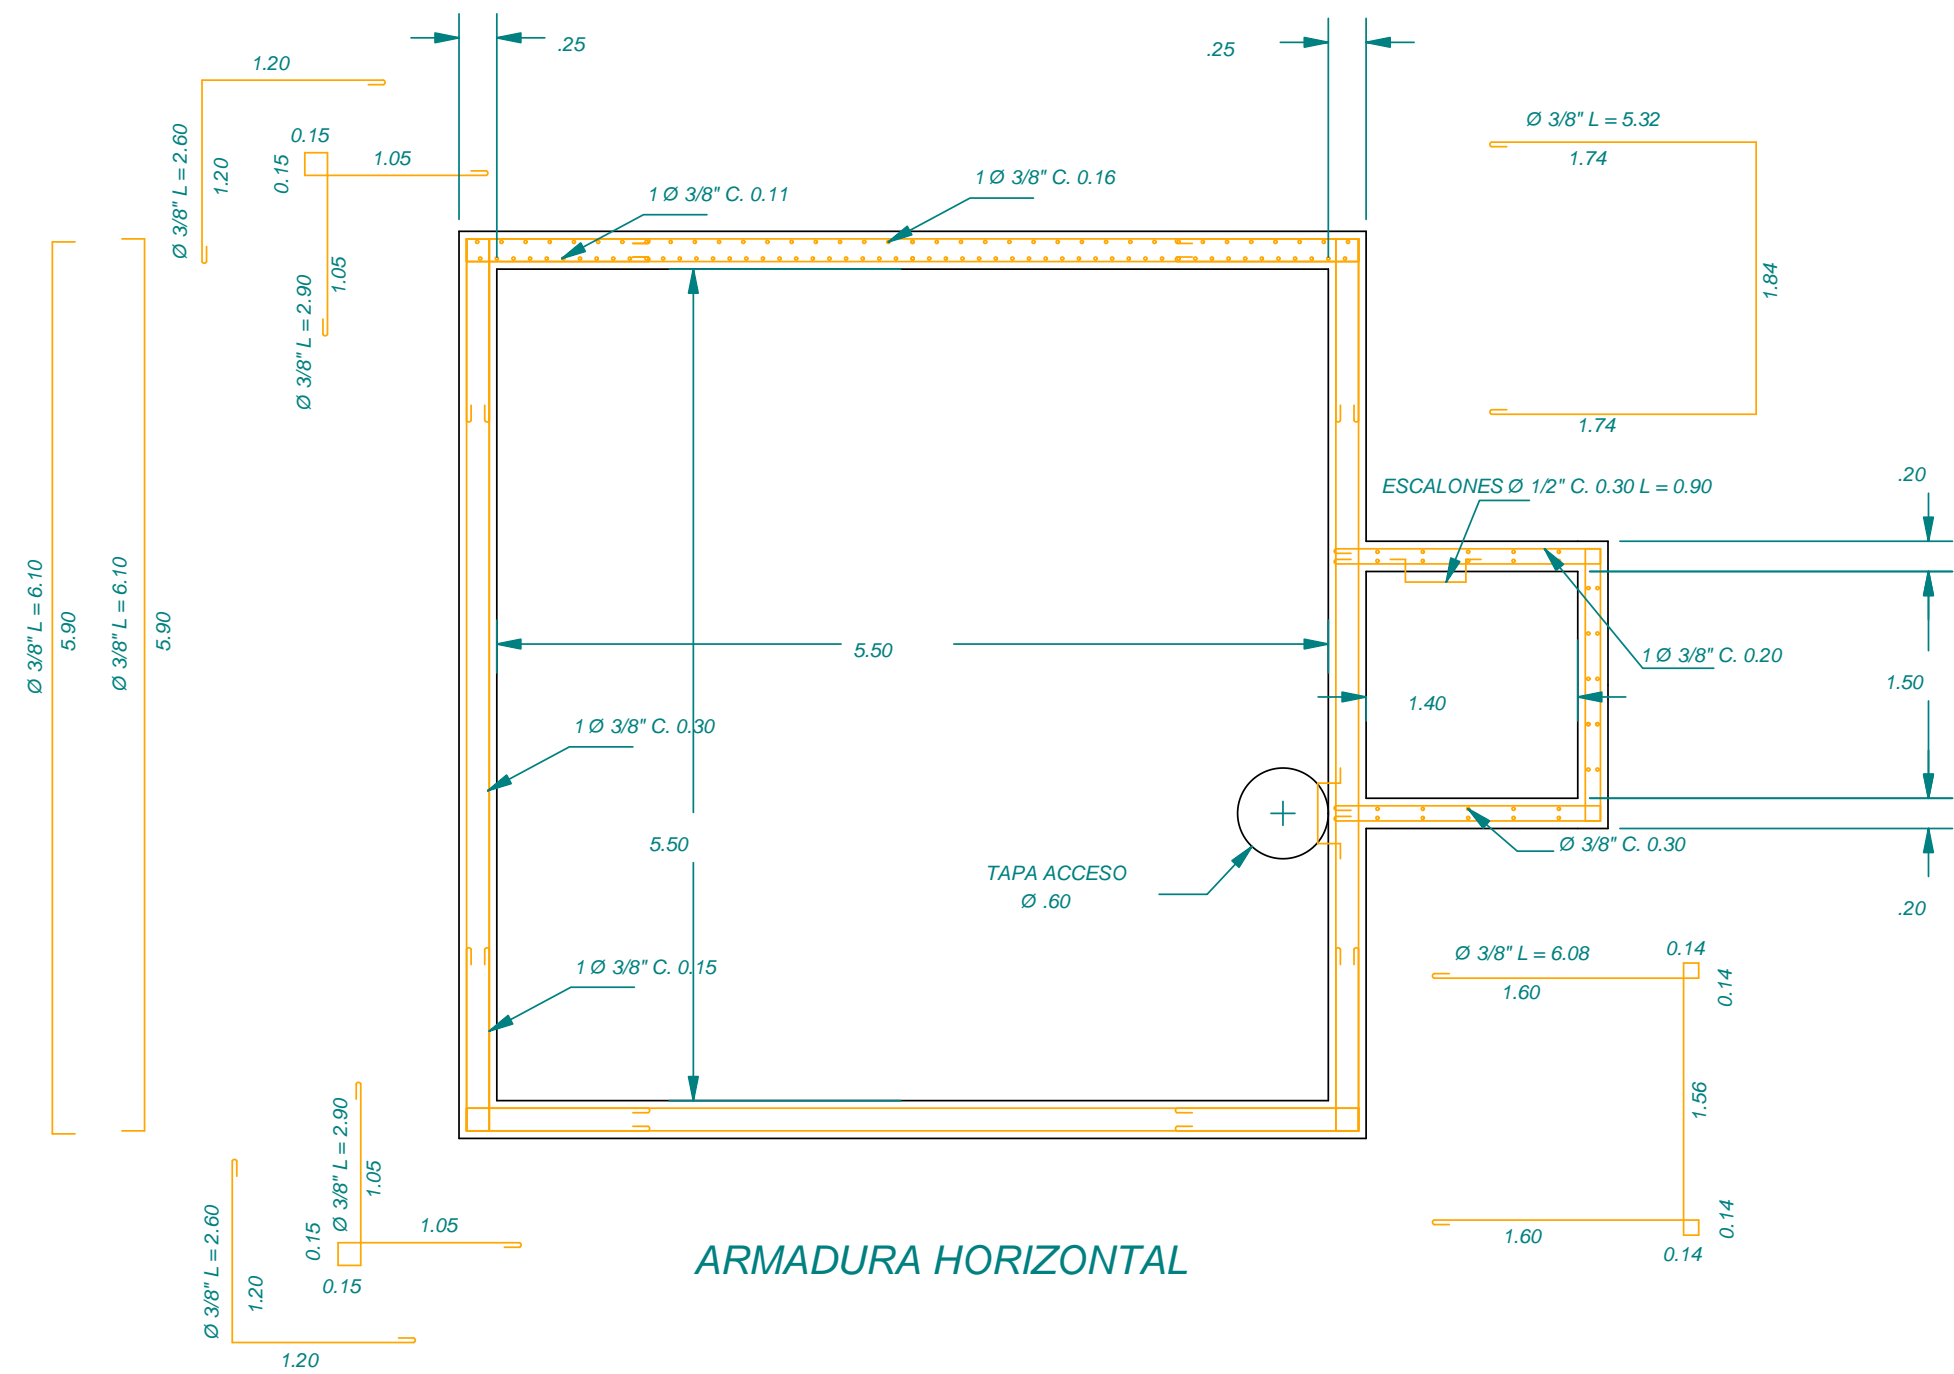 .25
.25
1.20
Ø 3/8" L = 2.60
1.20
0.15
0.15
1.05
Ø 3/8" L = 2.90
1.05
1 Ø 3/8" C. 0.11
1 Ø 3/8" C. 0.16
Ø 3/8" L = 5.32
1.74
1.84
1.74
ESCALONES Ø 1/2" C. 0.30 L = 0.90
.20
Ø 3/8" L = 6.10
5.90
Ø 3/8" L = 6.10
5.90
5.50
1 Ø 3/8" C. 0.20
1.50
1.40
1 Ø 3/8" C. 0.30
5.50
Ø 3/8" C. 0.30
TAPA ACCESO
Ø .60
.20
1 Ø 3/8" C. 0.15
Ø 3/8" L = 6.08
1.60
0.14
0.14
1.56
0.14
0.14
1.60
Ø 3/8" L = 2.90
1.05
0.15
1.05
0.15
Ø 3/8" L = 2.60
1.20
1.20
ARMADURA HORIZONTAL